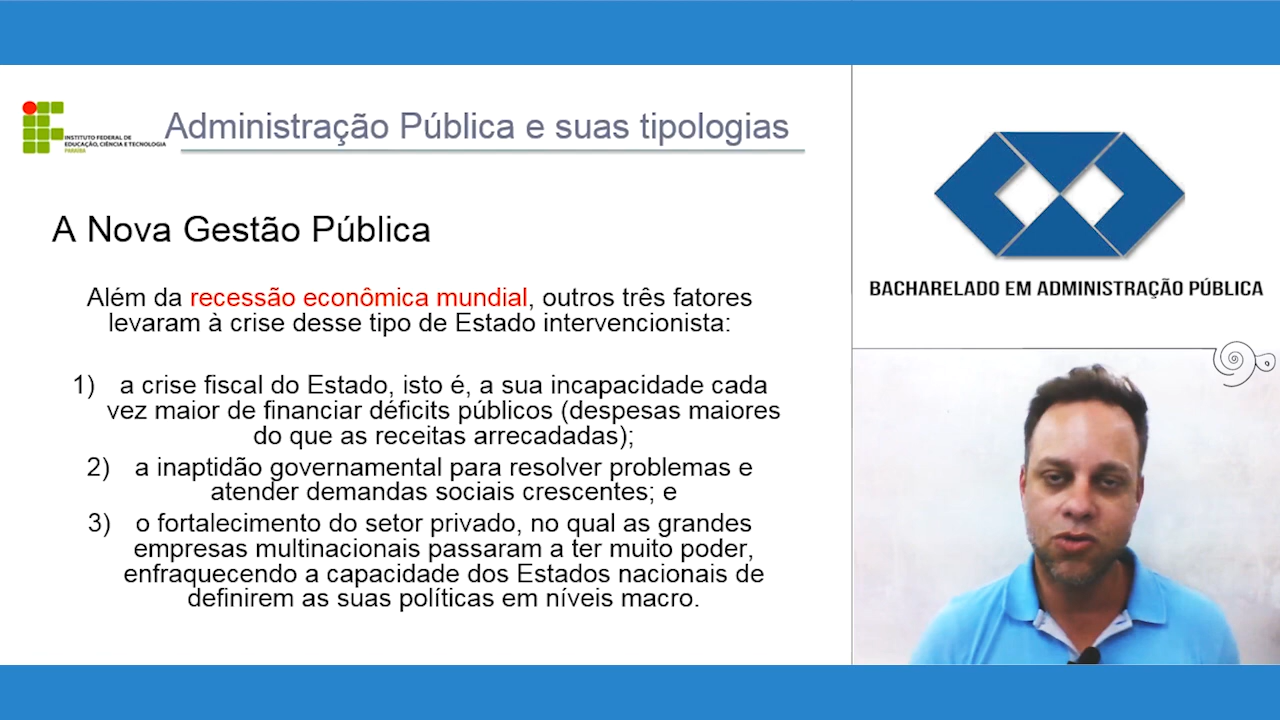 INSTITUTO FEDERAL DE
EDUCAÇÃO, CIÊNCIA E TECNOLOGIA
PARAÍBA
Administração Pública e suas tipologias
A Nova Gestão Pública
Além da recessão econômica mundial, outros três fatores
levaram à crise desse tipo de Estado intervencionista:
1) a crise fiscal do Estado, isto é, a sua incapacidade cada
vez maior de financiar déficits públicos (despesas maiores
do que as receitas arrecadadas);
2) a inaptidão governamental para resolver problemas e
atender demandas sociais crescentes; e
3) o fortalecimento do setor privado, no qual as grandes
empresas multinacionais passaram a ter muito poder,
enfraquecendo a capacidade dos Estados nacionais de
definirem as suas políticas em níveis macro.
BACHARELADO EM ADMINISTRAÇÃO PÚBLICA